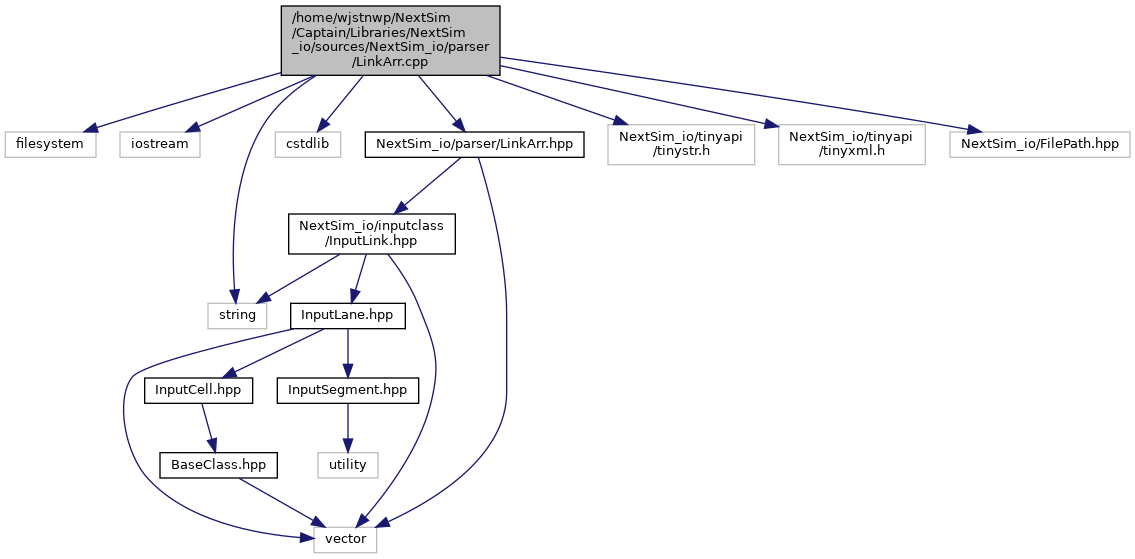 /home/wjstnwp/NextSim
/Captain/Libraries/NextSim
_io/sources/NextSim_io/parser
/LinkArr.cpp
filesystem
iostream
cstdlib
NextSim_io/parser/LinkArr.hpp
NextSim_io/tinyapi
/tinystr.h
NextSim_io/tinyapi
/tinyxml.h
NextSim_io/FilePath.hpp
NextSim_io/inputclass
/InputLink.hpp
string
InputLane.hpp
InputCell.hpp
InputSegment.hpp
BaseClass.hpp
utility
vector